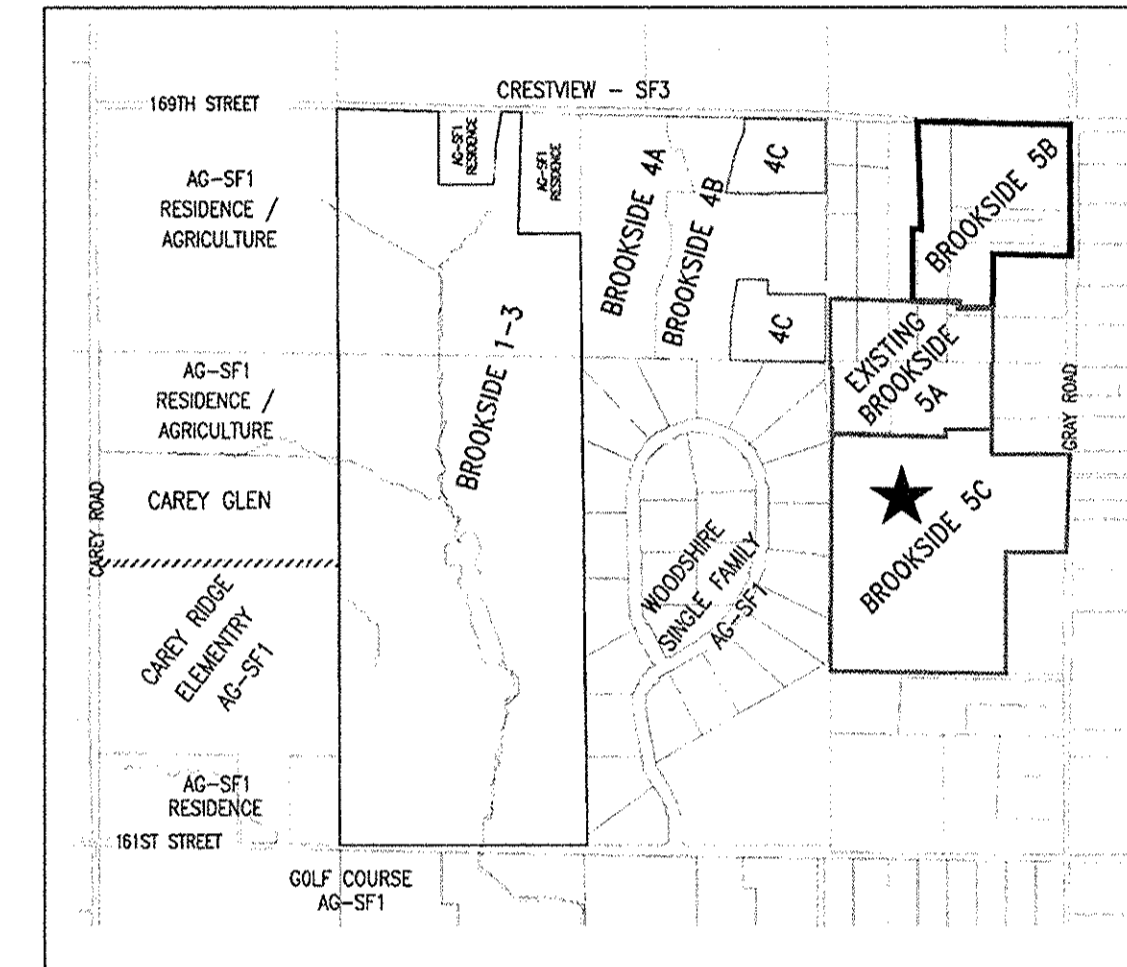 CRESTVIEW – SF3
169TH STREET
AG-SF1
RESIDENCE
AG-SF1
RESIDENCE
AG-SF1
RESIDENCE /
AGRICULTURE
BROOKSIDE 4A
BROOKSIDE 4B
4C
4C
BROOKSIDE 5B
BROOKSIDE 1-3
EXISTING
BROOKSIDE
5A
GRAY ROAD
AG-SF1
RESIDENCE /
AGRICULTURE
CAREY GLEN
CAREY ROAD
BROOKSIDE 5C
WOODSHIRE
SINGLE FAMILY
AG-SF1
CAREY RIDGE
ELEMENTRY
AG-SF1
AG-SF1
RESIDENCE
161ST STREET
GOLF COURSE
AG-SF1